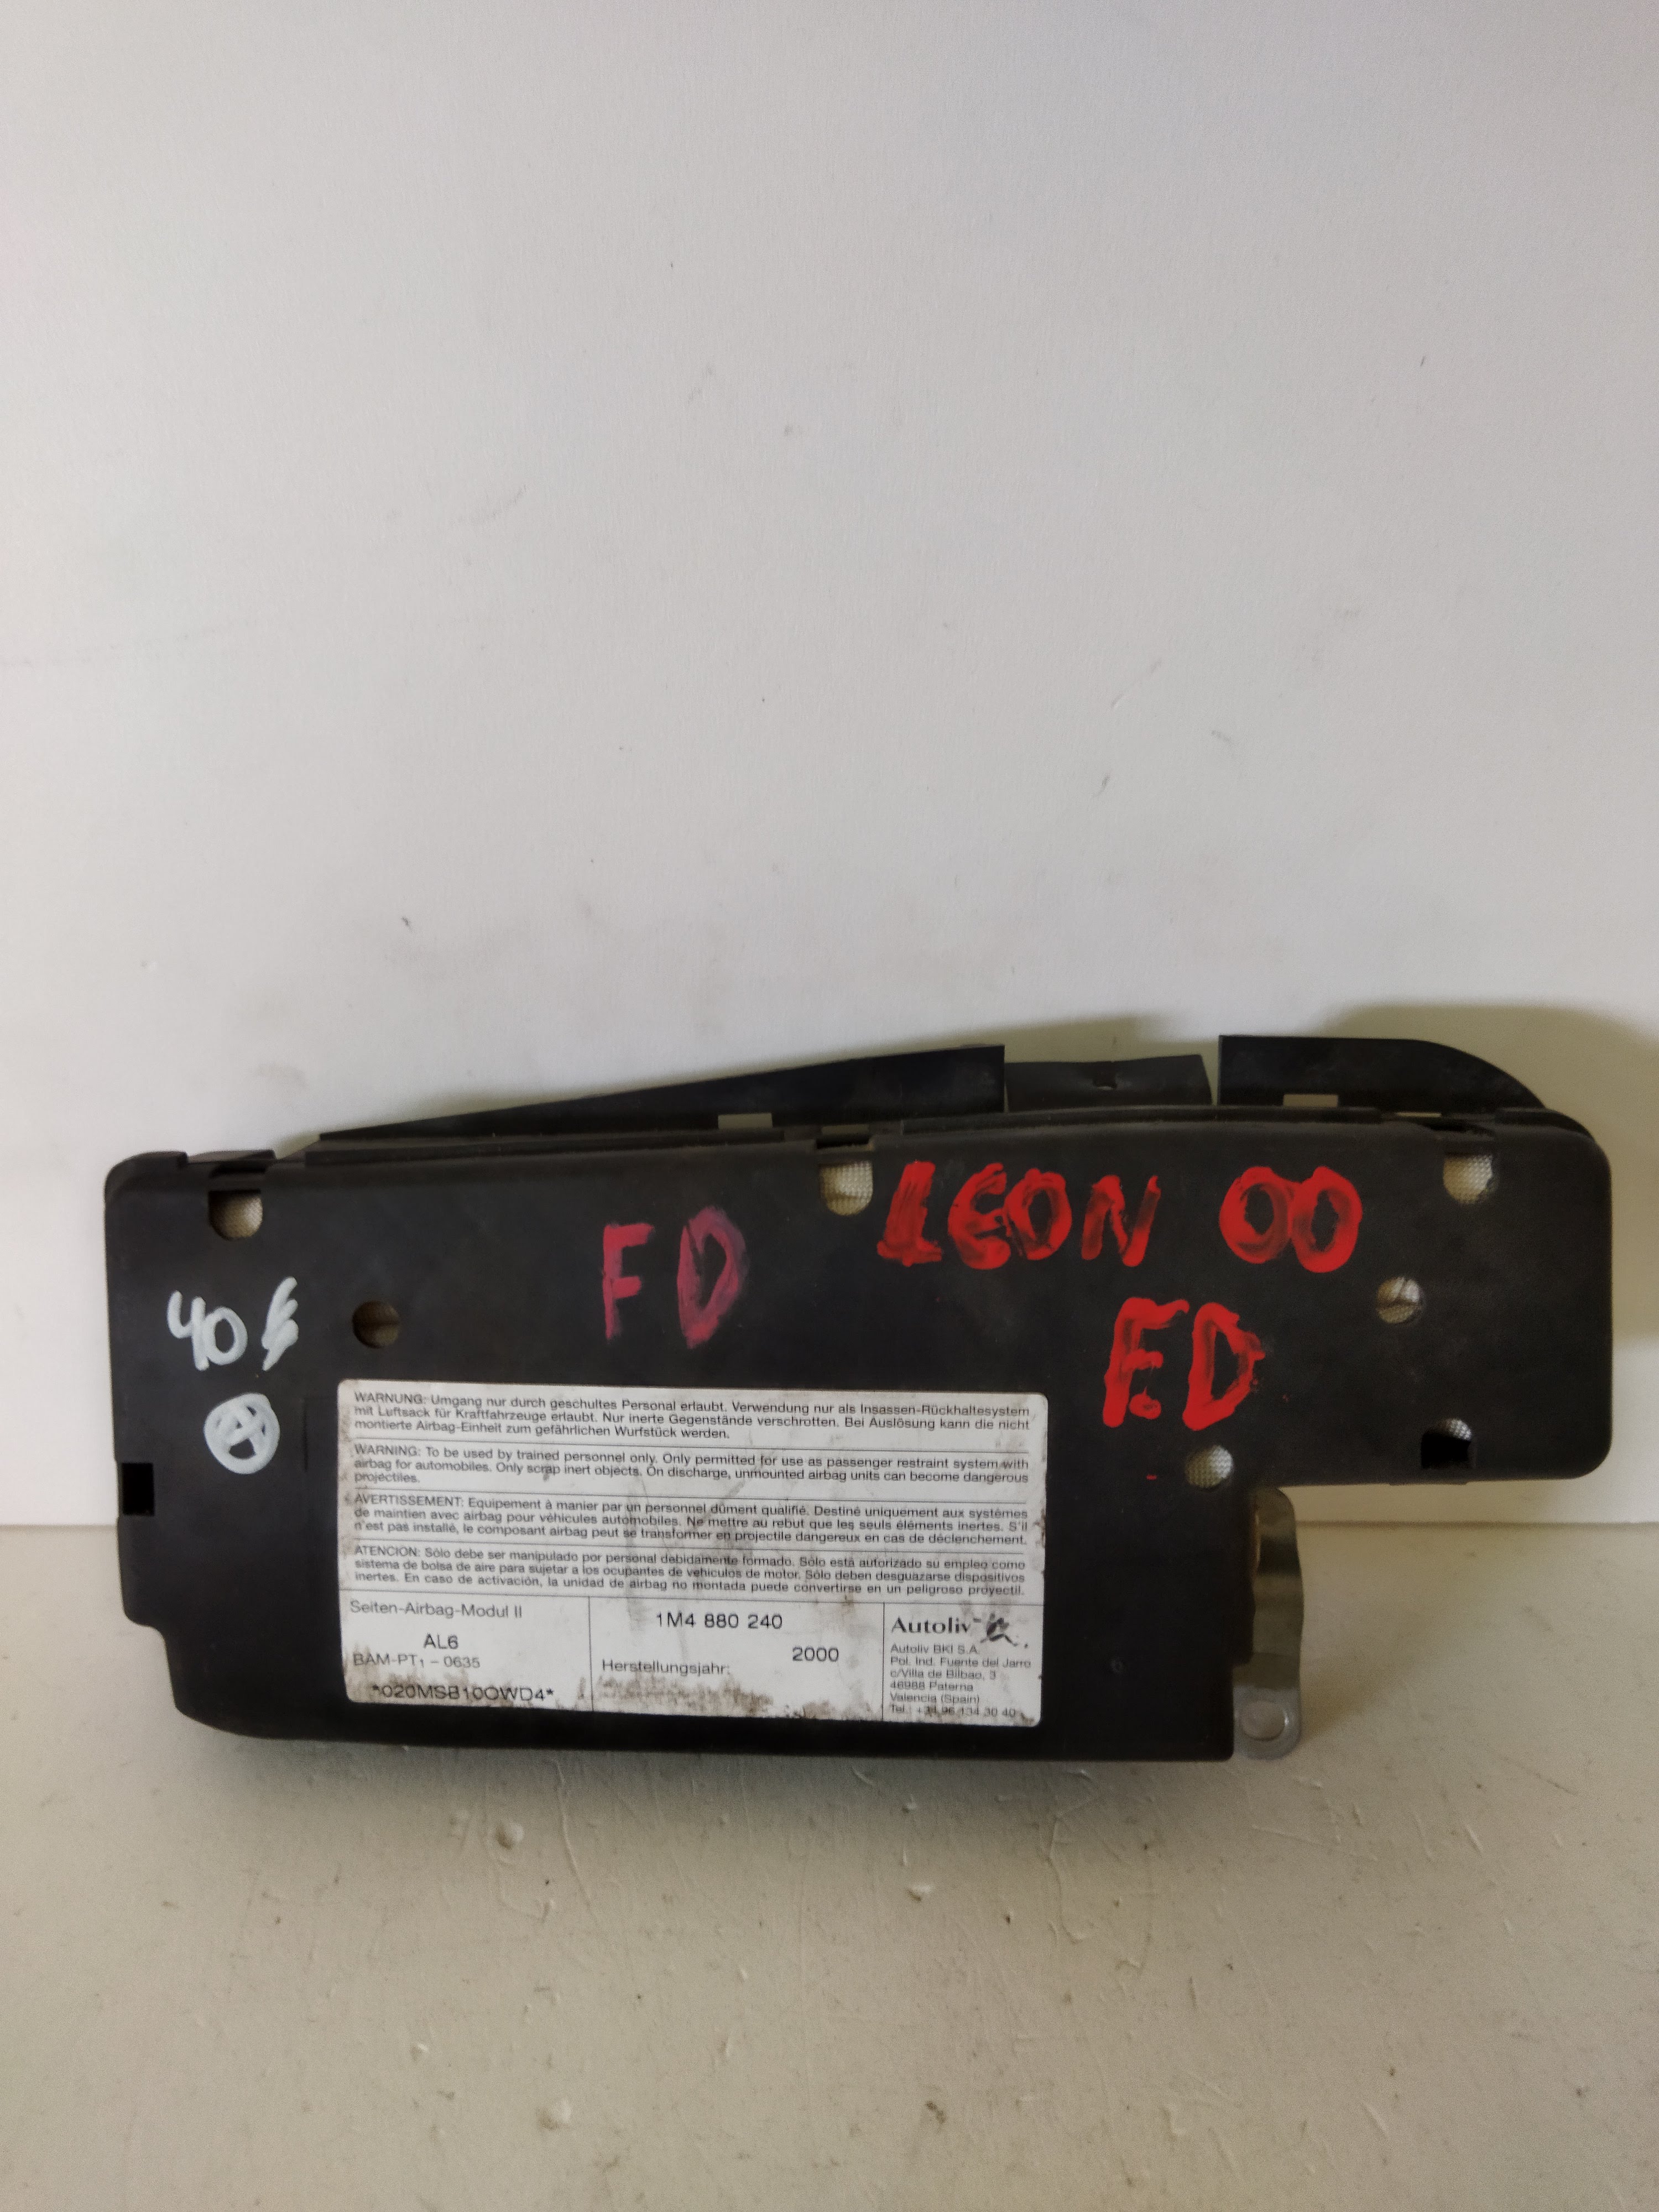 LEON 00
FD
F.D
40 €
A
WARNUNG: Umgang nur durch geschultes Personal erlaubt. Verwendung nur als Insassen-Rückhaltesystem
mit Luftsack für Kraftfahrzeuge erlaubt. Nur inerte Gegenstände verschrotten. Bei Auslösung kann die nicht
montierte Airbag-Einheit zum gefährlichen Wurfstück werden.
WARNING: To be used by trained personnel only. Only permitted for use as passenger restraint system with
airbag for automobiles. Only scrap inert objects. On discharge, unmounted airbag units can become dangerous
projectiles.
AVERTISSEMENT: Equipement à manier par un personnel dûment qualifié. Destiné uniquement aux systèmes
de maintien avec airbag pour véhicules automobiles. Ne mettre au rebut que les seuls éléments inertes. S'il
n'est pas installé, le composant airbag peut se transformer en projectile dangereux en cas de déclenchement.
ATENCION: Sólo debe ser manipulado por personal debidamente formado. Sólo está autorizado su empleo como
sistema de bolsa de aire para sujetar a los ocupantes de vehiculos de motor. Sólo deben desguazarse dispositivos
inertes. En caso de activación, la unidad de airbag no montada puede convertirse en un peligroso proyectil.
Seiten-Airbag-Modul II
AL6
BAM-PT1 - 0635
*020MSB10OWD4*
1M4 880 240
2000
Herstellungsjahr:
Autoliv
Autoliv BKI S.A.
Pol. Ind. Fuente del Jarro
c/Villa de Bilbao, 3
46988 Paterna
Valencia (Spain)
Tel.: +34 96 134 30 40